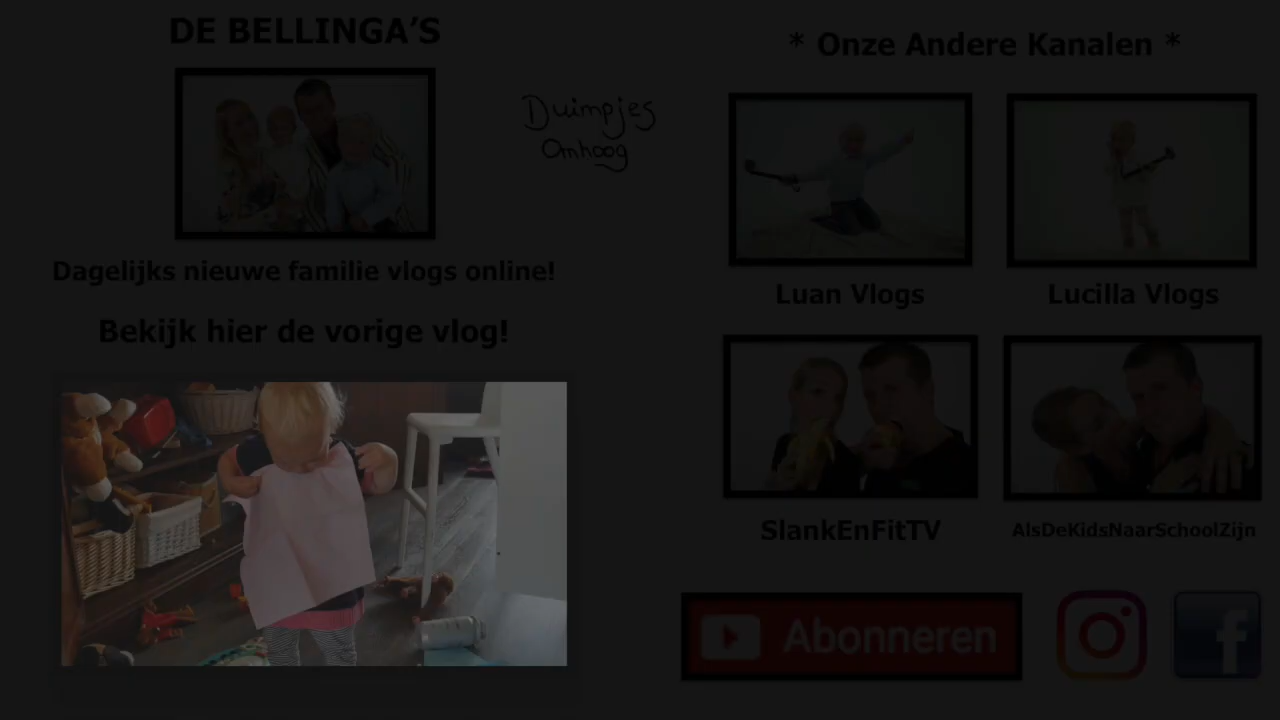 DE BELLINGA'S
Duimpjes
Omhoog
Dagelijks nieuwe familie vlogs online!
Bekijk hier de vorige vlog!
* Onze Andere Kanalen *
Luan Vlogs
Lucilla Vlogs
SlankEnFitTV
AlsDeKidsNaarSchoolZijn
Abonneren
f